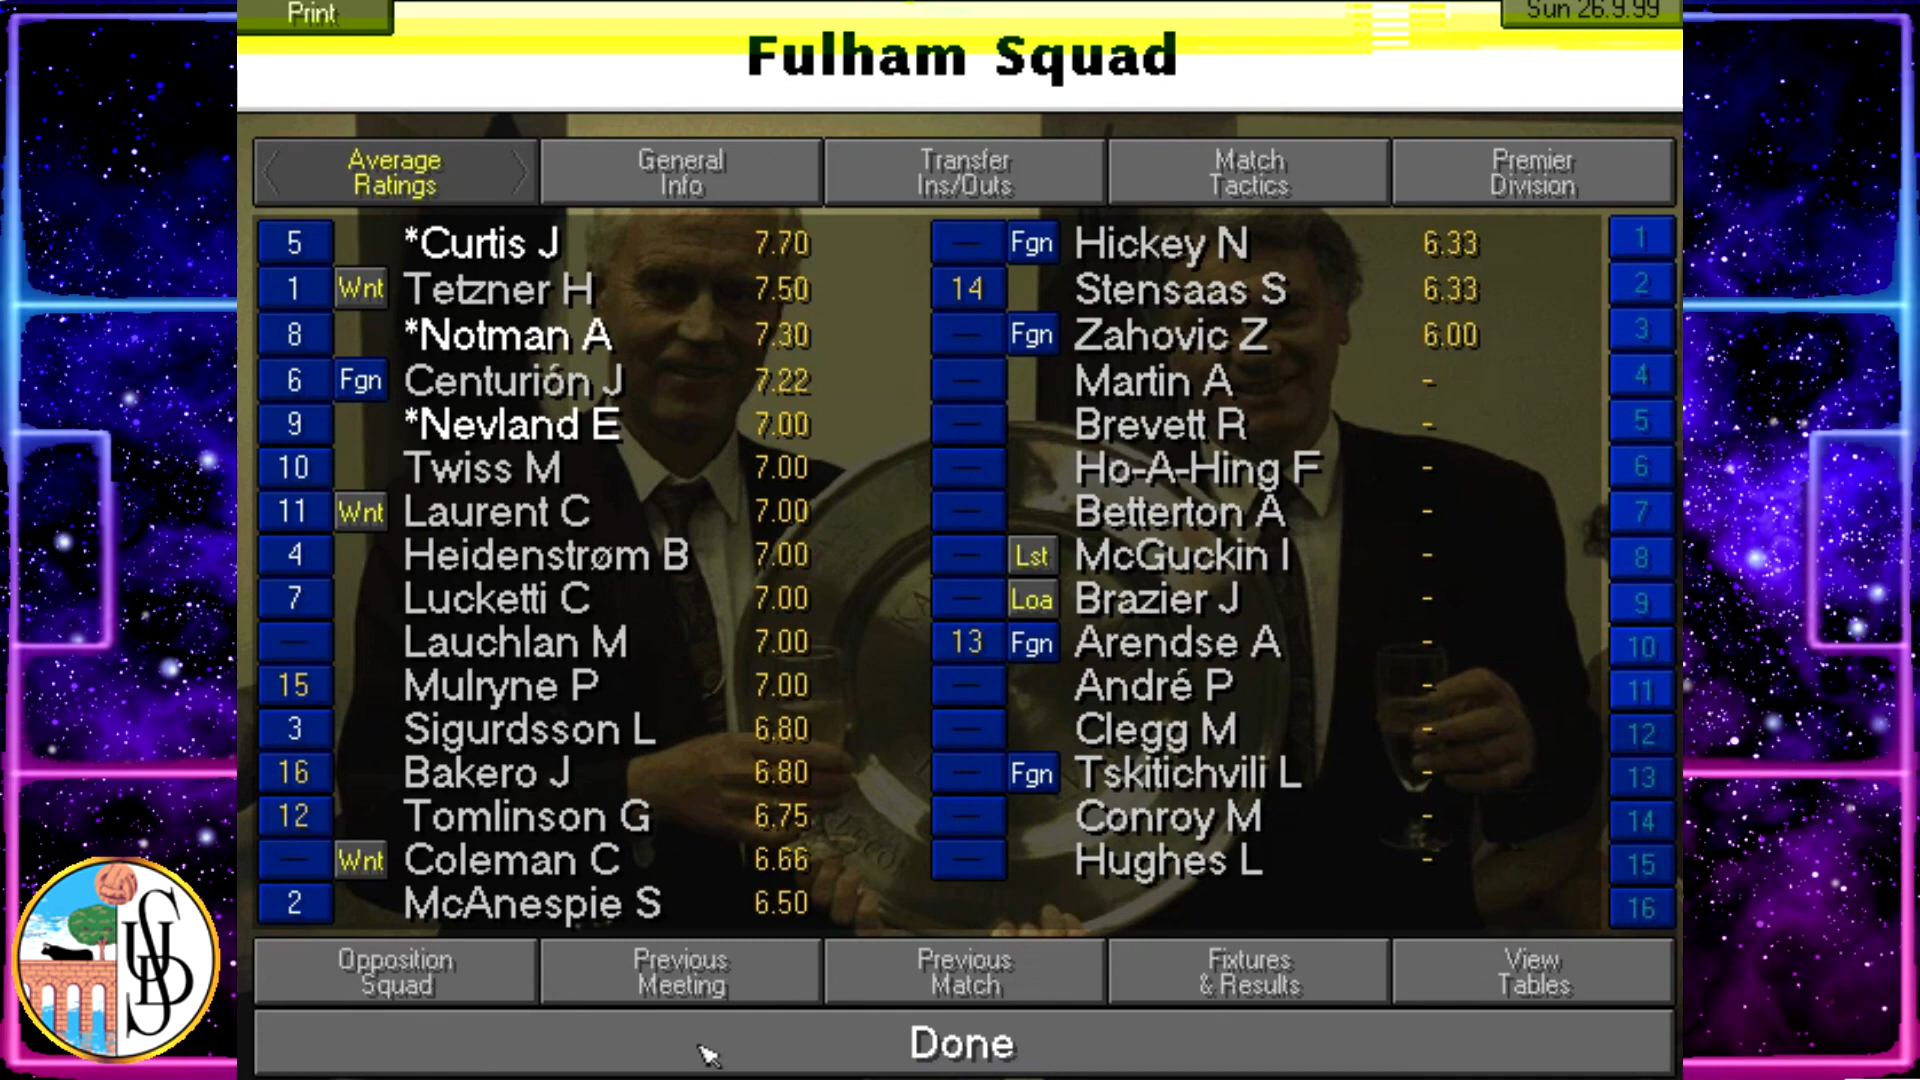 Print
Sun 26.9.99
Fulham Squad
Average Ratings
General Info
Transfer Ins/Outs
Match Tactics
Premier Division
5 *Curtis J 7.70
1 Wnt Tetzner H 7.50
8 *Notman A 7.30
6 Fgn Centurión J 7.22
9 *Nevland E 7.00
10 Twiss M 7.00
11 Wnt Laurent C 7.00
4 Heidenstrøm B 7.00
7 Lucketti C 7.00
— Lauchlan M 7.00
15 Mulryne P 7.00
3 Sigurdsson L 6.80
16 Bakero J 6.80
12 Tomlinson G 6.75
— Wnt Coleman C 6.66
2 McAnespie S 6.50
— Fgn Hickey N 6.33
14 Stensaas S 6.33
— Fgn Zahovic Z 6.00
— Martin A -
— Brevett R -
— Ho-A-Hing F -
— Betterton A -
— Lst McGuckin I -
— Loa Brazier J -
13 Fgn Arendse A -
— André P -
— Clegg M -
— Fgn Tskitichvili L -
— Conroy M -
— Hughes L -
1
2
3
4
5
6
7
8
9
10
11
12
13
14
15
16
Opposition Squad
Previous Meeting
Previous Match
Fixtures & Results
View Tables
Done